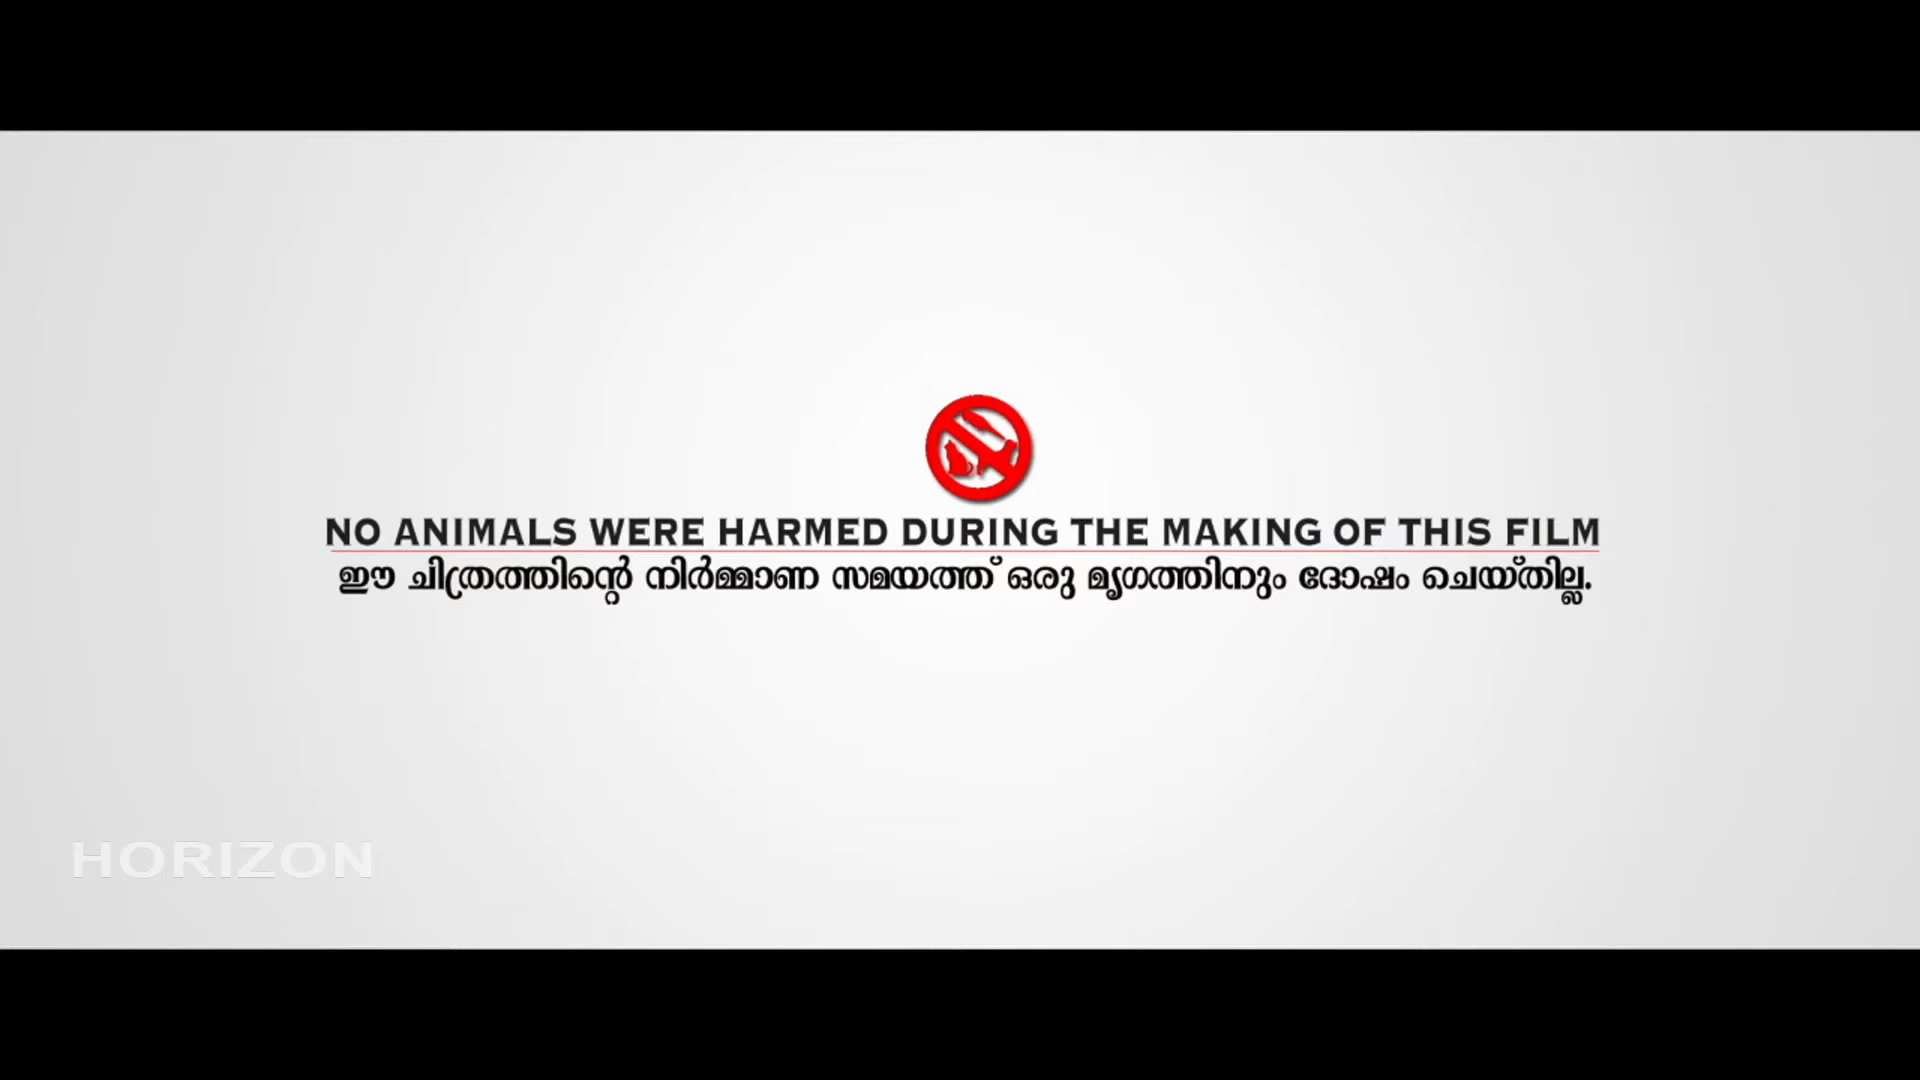 NO ANIMALS WERE HARMED DURING THE MAKING OF THIS FILM
ഈ ചിത്രത്തിന്റെ നിർമ്മാണ സമയത്ത് ഒരു മൃഗത്തിനും ദോഷം ചെയ്തില്ല.
HORIZON